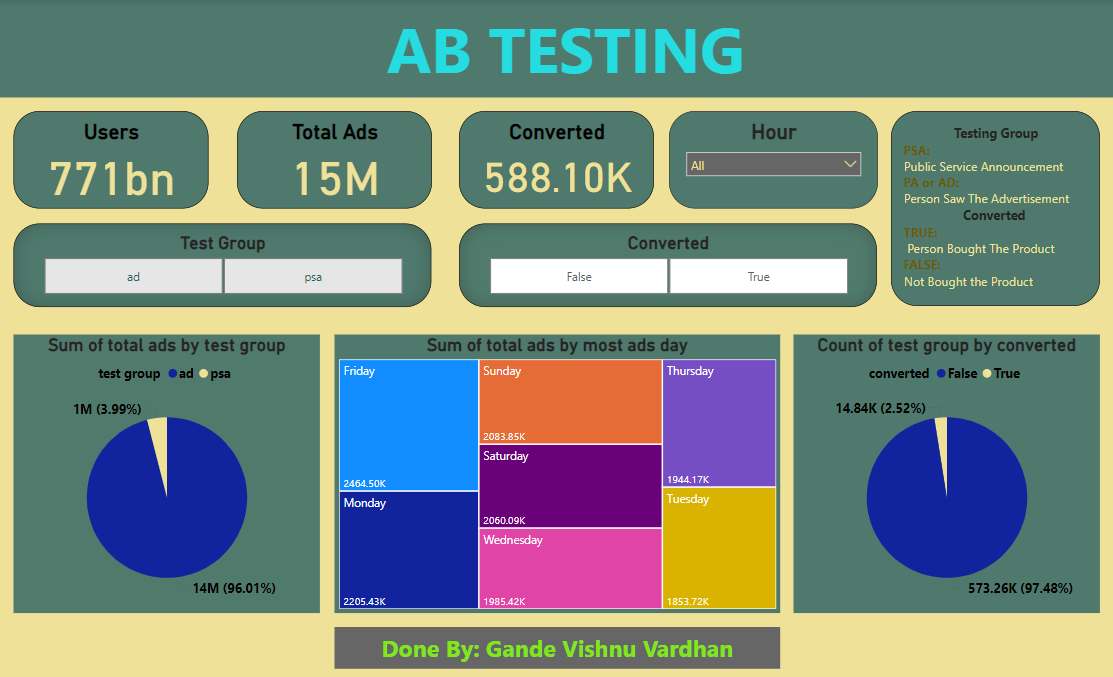 AB TESTING
Users
771bn
Total Ads
15M
Converted
588.10K
Hour
All
Testing Group
PSA:
Public Service Announcement
PA or AD:
Person Saw The Advertisement
Converted
TRUE:
Person Bought The Product
FALSE:
Not Bought the Product
Test Group
ad
psa
Converted
False
True
Sum of total ads by test group
test group ad psa
1M (3.99%)
14M (96.01%)
Sum of total ads by most ads day
Friday
2464.50K
Monday
2205.43K
Sunday
2083.85K
Saturday
2060.09K
Wednesday
1985.42K
Thursday
1944.17K
Tuesday
1853.72K
Count of test group by converted
converted False True
14.84K (2.52%)
573.26K (97.48%)
Done By: Gande Vishnu Vardhan